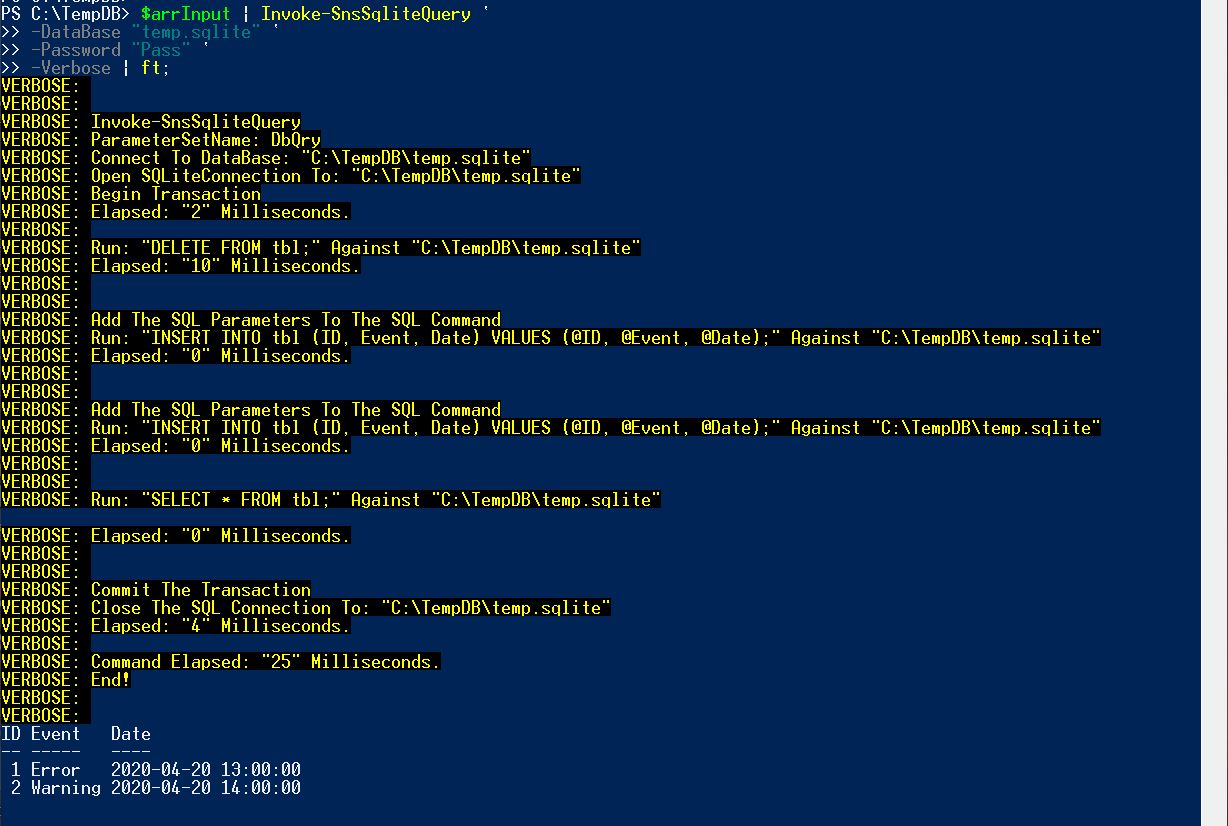 PS C:\TempDB> $arrInput | Invoke-SnsSqliteQuery `
>> -DataBase "temp.sqlite" `
>> -Password "Pass" `
>> -Verbose | ft;
VERBOSE:
VERBOSE:
VERBOSE: Invoke-SnsSqliteQuery
VERBOSE: ParameterSetName: DbQry
VERBOSE: Connect To DataBase: "C:\TempDB\temp.sqlite"
VERBOSE: Open SQLiteConnection To: "C:\TempDB\temp.sqlite"
VERBOSE: Begin Transaction
VERBOSE: Elapsed: "2" Milliseconds.
VERBOSE:
VERBOSE: Run: "DELETE FROM tbl;" Against "C:\TempDB\temp.sqlite"
VERBOSE: Elapsed: "10" Milliseconds.
VERBOSE:
VERBOSE:
VERBOSE: Add The SQL Parameters To The SQL Command
VERBOSE: Run: "INSERT INTO tbl (ID, Event, Date) VALUES (@ID, @Event, @Date);" Against "C:\TempDB\temp.sqlite"
VERBOSE: Elapsed: "0" Milliseconds.
VERBOSE:
VERBOSE:
VERBOSE: Add The SQL Parameters To The SQL Command
VERBOSE: Run: "INSERT INTO tbl (ID, Event, Date) VALUES (@ID, @Event, @Date);" Against "C:\TempDB\temp.sqlite"
VERBOSE: Elapsed: "0" Milliseconds.
VERBOSE:
VERBOSE:
VERBOSE: Run: "SELECT * FROM tbl;" Against "C:\TempDB\temp.sqlite"
VERBOSE: Elapsed: "0" Milliseconds.
VERBOSE:
VERBOSE:
VERBOSE: Commit The Transaction
VERBOSE: Close The SQL Connection To: "C:\TempDB\temp.sqlite"
VERBOSE: Elapsed: "4" Milliseconds.
VERBOSE:
VERBOSE: Command Elapsed: "25" Milliseconds.
VERBOSE: End!
VERBOSE:
VERBOSE:
ID Event   Date
-- -----   ----
 1 Error   2020-04-20 13:00:00
 2 Warning 2020-04-20 14:00:00